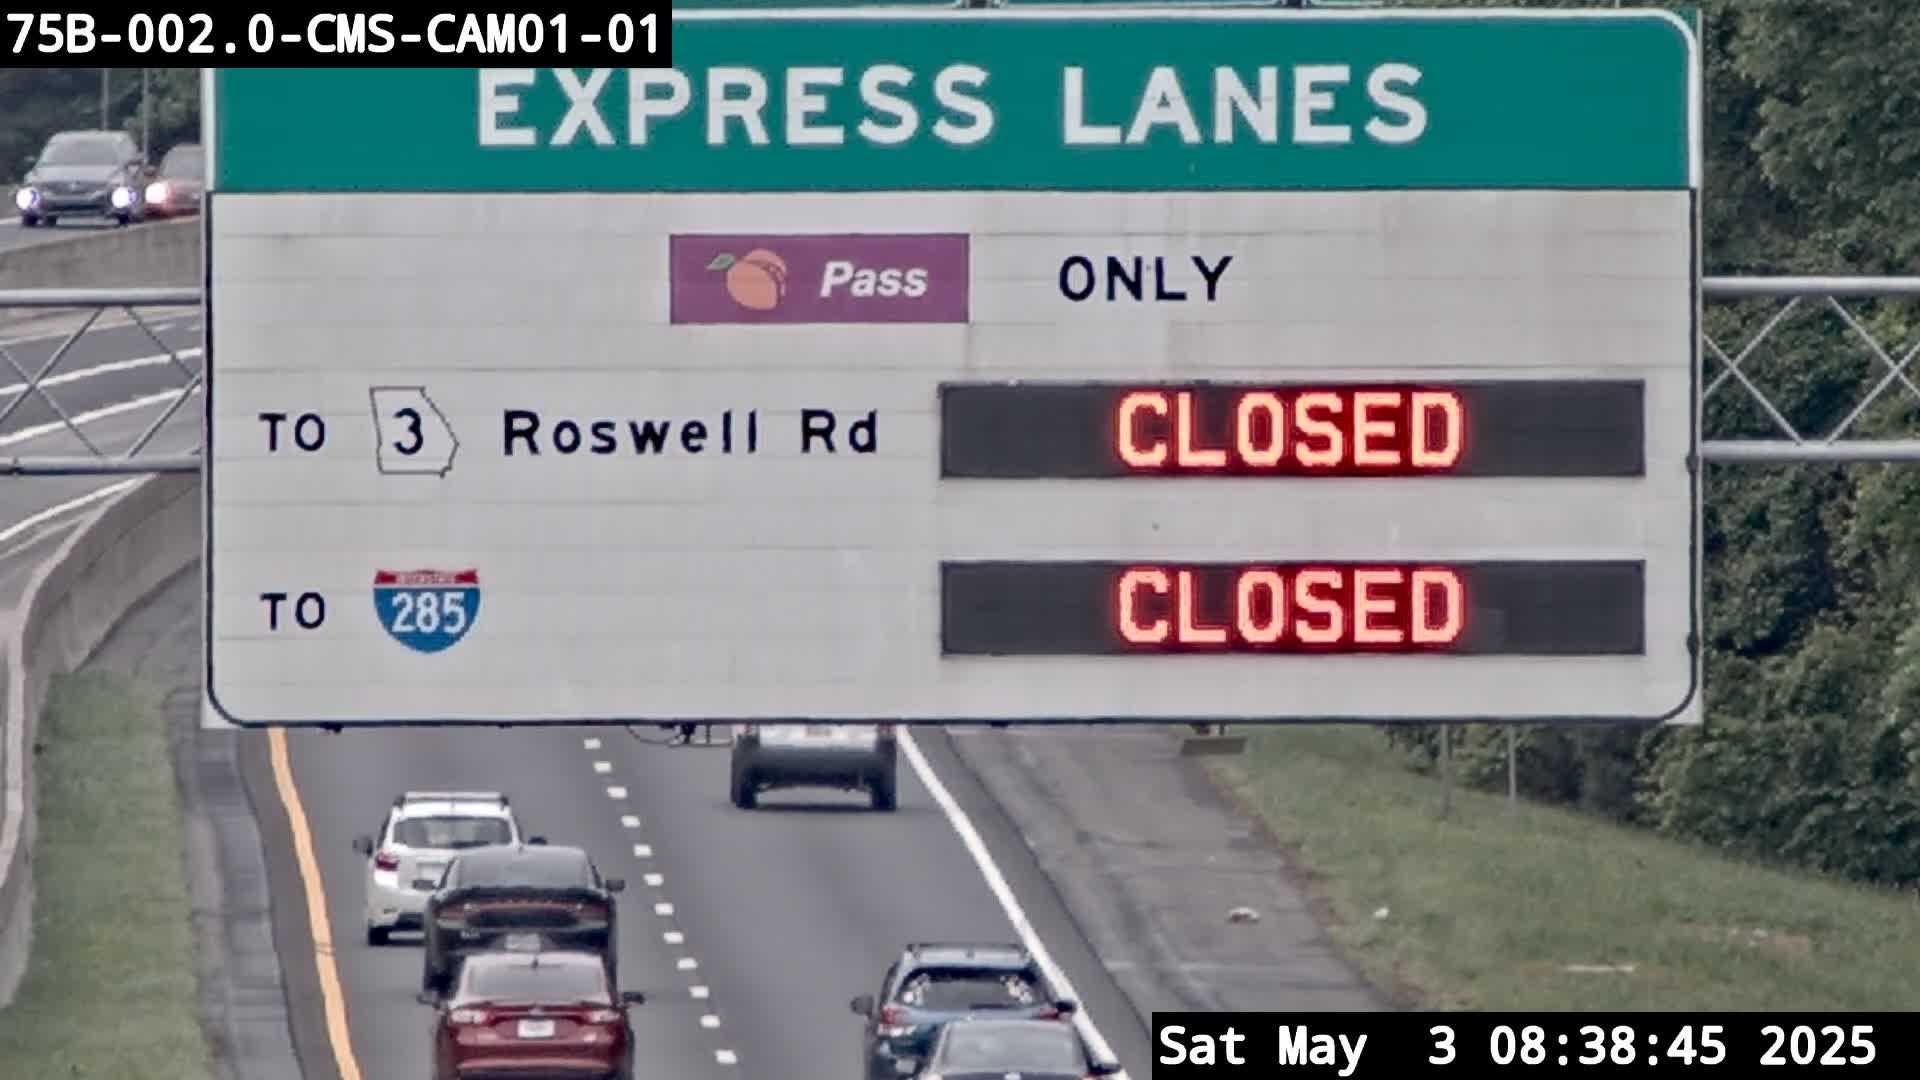 75B-002.0-CMS-CAM01-01
EXPRESS LANES
Pass ONLY
TO 3 Roswell Rd CLOSED
TO 285 CLOSED
Sat May 3 08:38:45 2025